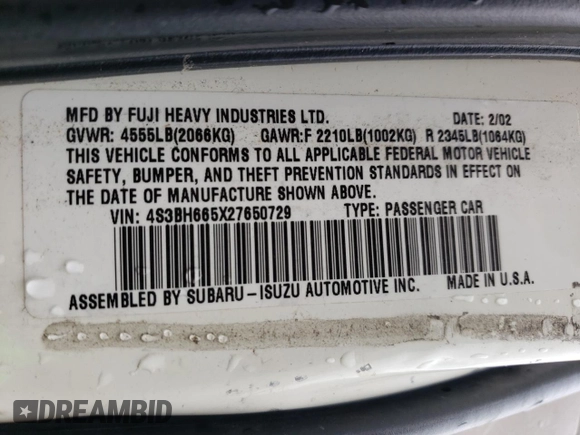 MFD BY FUJI HEAVY INDUSTRIES LTD. DATE: 2/02
GVWR: 4555LB(2066KG) GAWR:F 2210LB(1002KG) R 2345LB(1064KG)
THIS VEHICLE CONFORMS TO ALL APPLICABLE FEDERAL MOTOR VEHICLE
SAFETY, BUMPER, AND THEFT PREVENTION STANDARDS IN EFFECT ON
THE DATE OF MANUFACTURE SHOWN ABOVE.
VIN: 4S3BH665X27650729 TYPE: PASSENGER CAR
ASSEMBLED BY SUBARU-ISUZU AUTOMOTIVE INC. MADE IN U.S.A.
DREAMBID